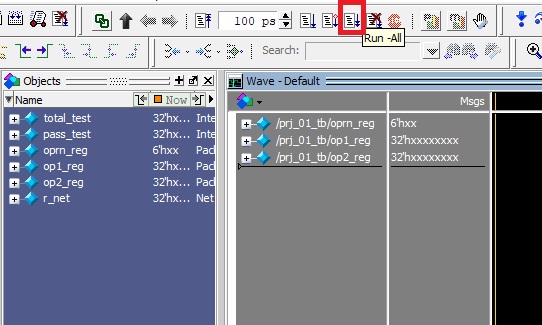 100 ps
Run -All
Search:
Objects
Name
Now
total_test 32'hx... Inte
pass_test 32'hx... Inte
oprn_reg 6'hxx Pac
op1_reg 32'hx... Pac
op2_reg 32'hx... Pac
r_net 32'hx... Net
Wave - Default
Msgs
/prj_01_tb/oprn_reg 6'hxx
/prj_01_tb/op1_reg 32'hxxxxxxxx
/prj_01_tb/op2_reg 32'hxxxxxxxx